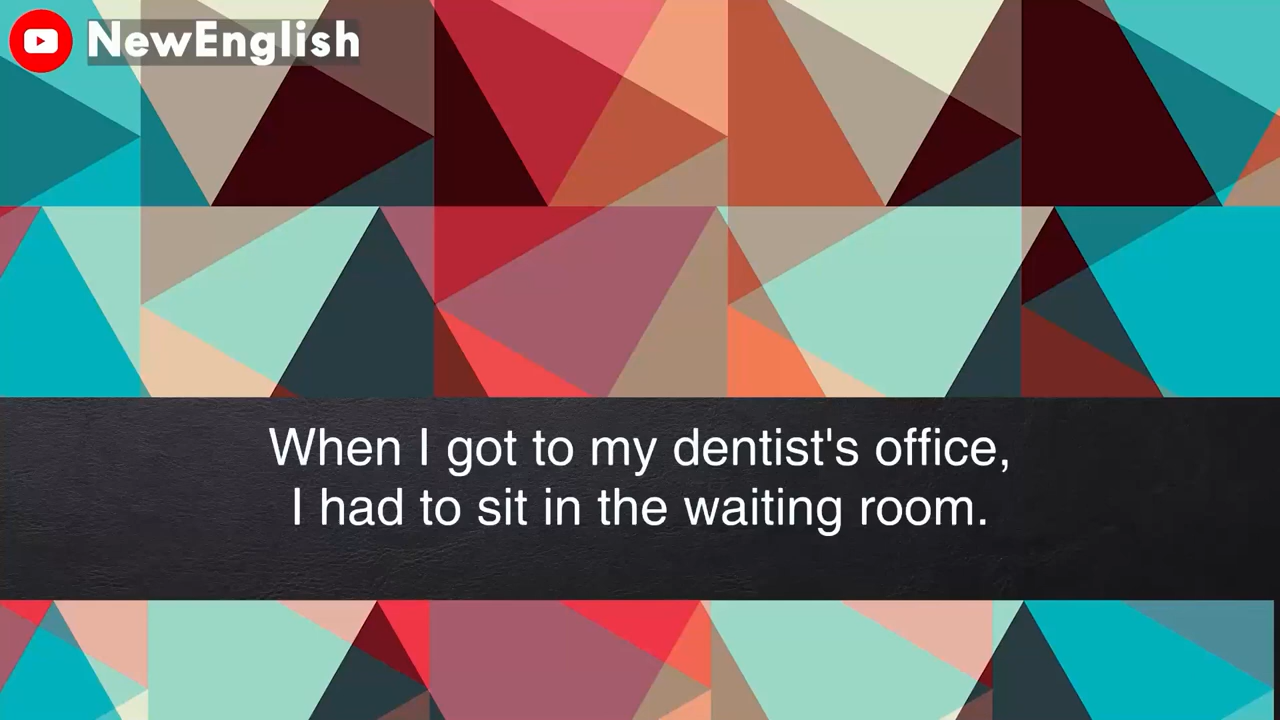 NewEnglish
When I got to my dentist's office,
I had to sit in the waiting room.